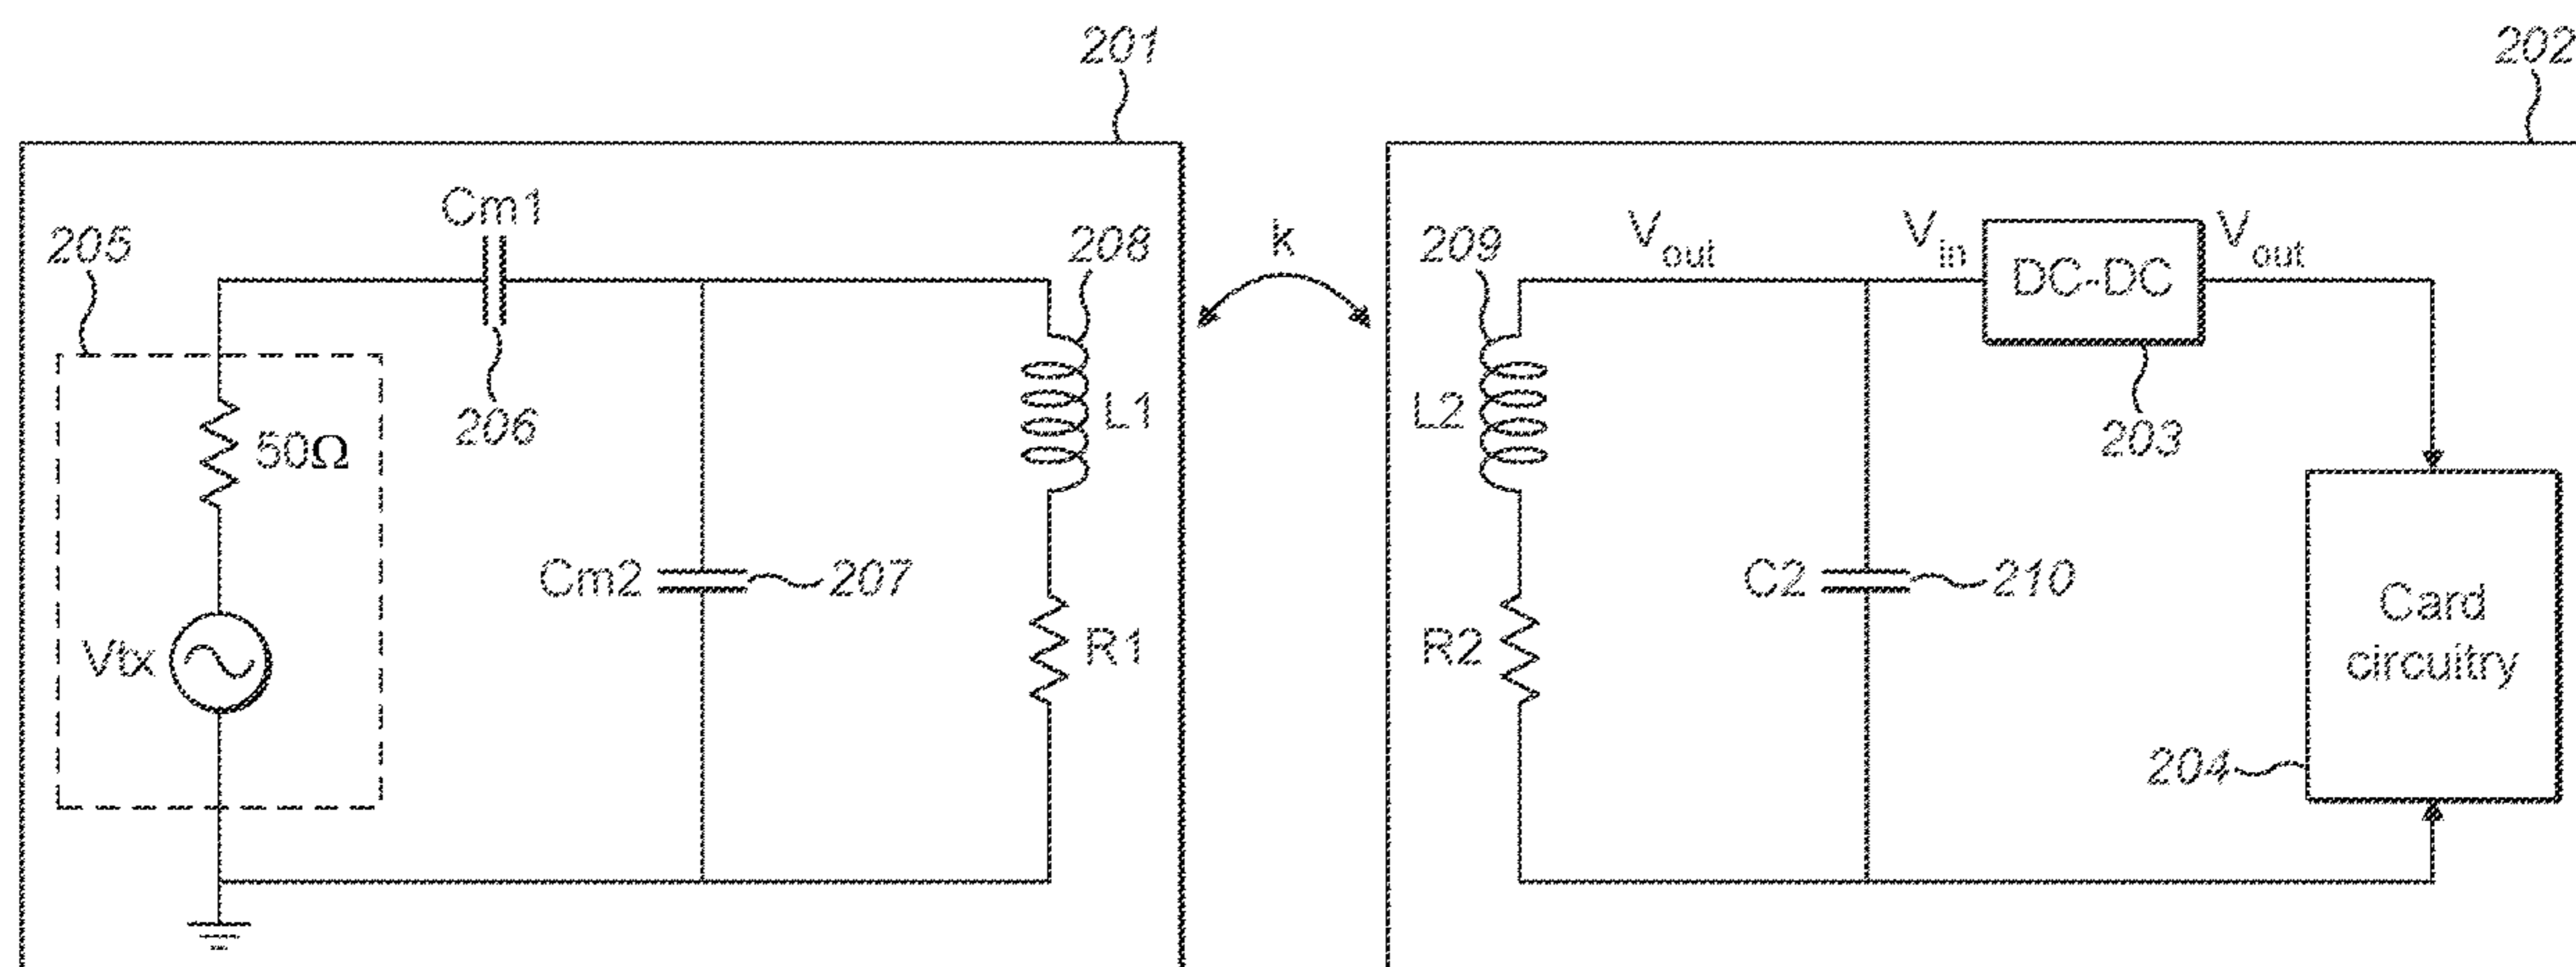 201
202
Cm1
205
208
k
209
Vout
Vin
DC-DC
Vout
206
50Ω
L1
L2
203
Cm2
207
C2
210
Card
circuitry
Vtx
R1
R2
204